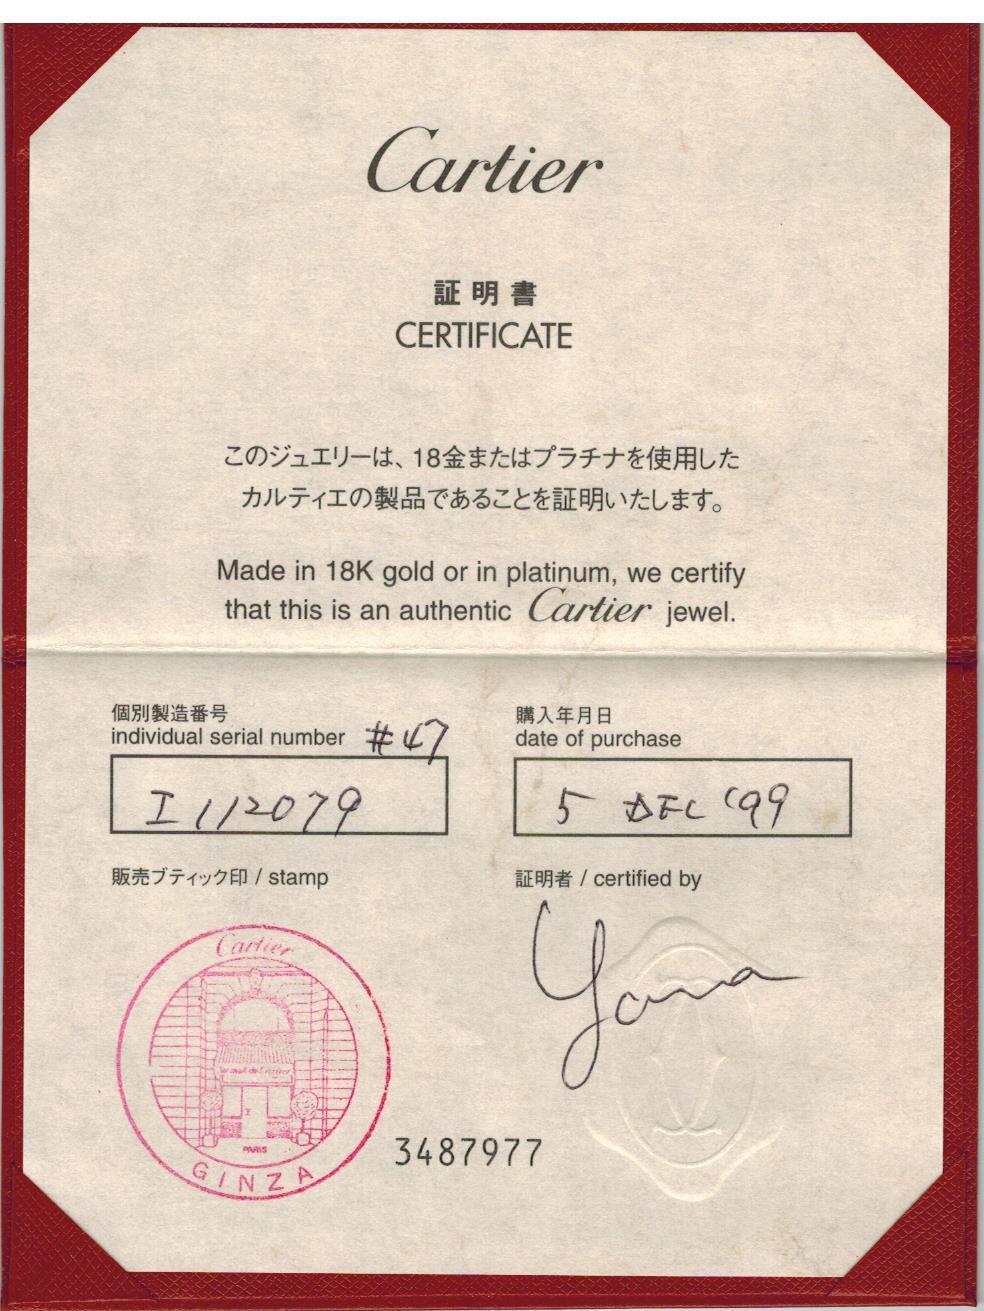 Cartier
証明書
CERTIFICATE
このジュエリーは、18金またはプラチナを使用した
カルティエの製品であることを証明いたします。
Made in 18K gold or in platinum, we certify
that this is an authentic Cartier jewel.
個別製造番号
individual serial number #47
I112079
購入年月日
date of purchase
5 DEC '99
販売ブティック印 / stamp
Cartier
PARIS
GINZA
証明者 / certified by
3487977